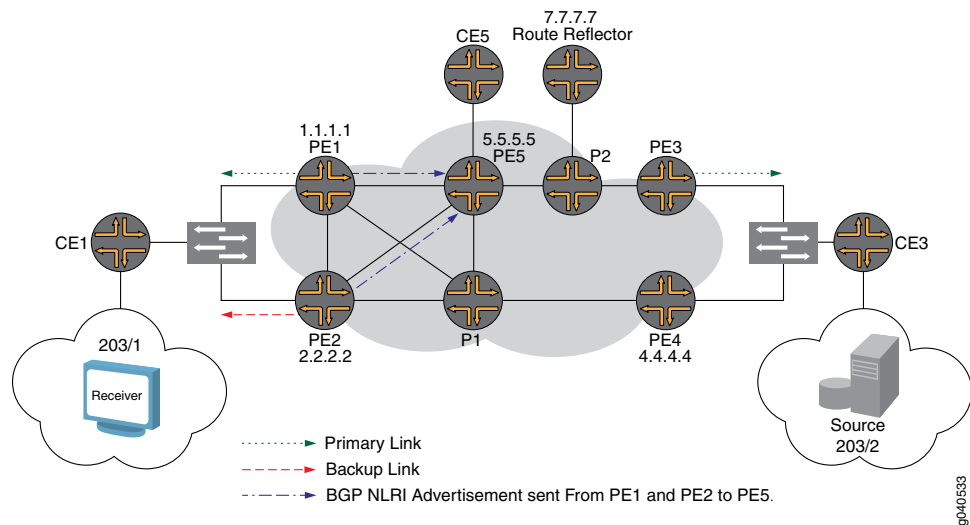 7.7.7.7
Route Reflector
CE5
1.1.1.1
PE1
5.5.5.5
PE5
P2
PE3
CE1
CE3
PE2
2.2.2.2
P1
PE4
4.4.4.4
203/1
Receiver
Source
203/2
Primary Link
Backup Link
BGP NLRI Advertisement sent From PE1 and PE2 to PE5.
g040533